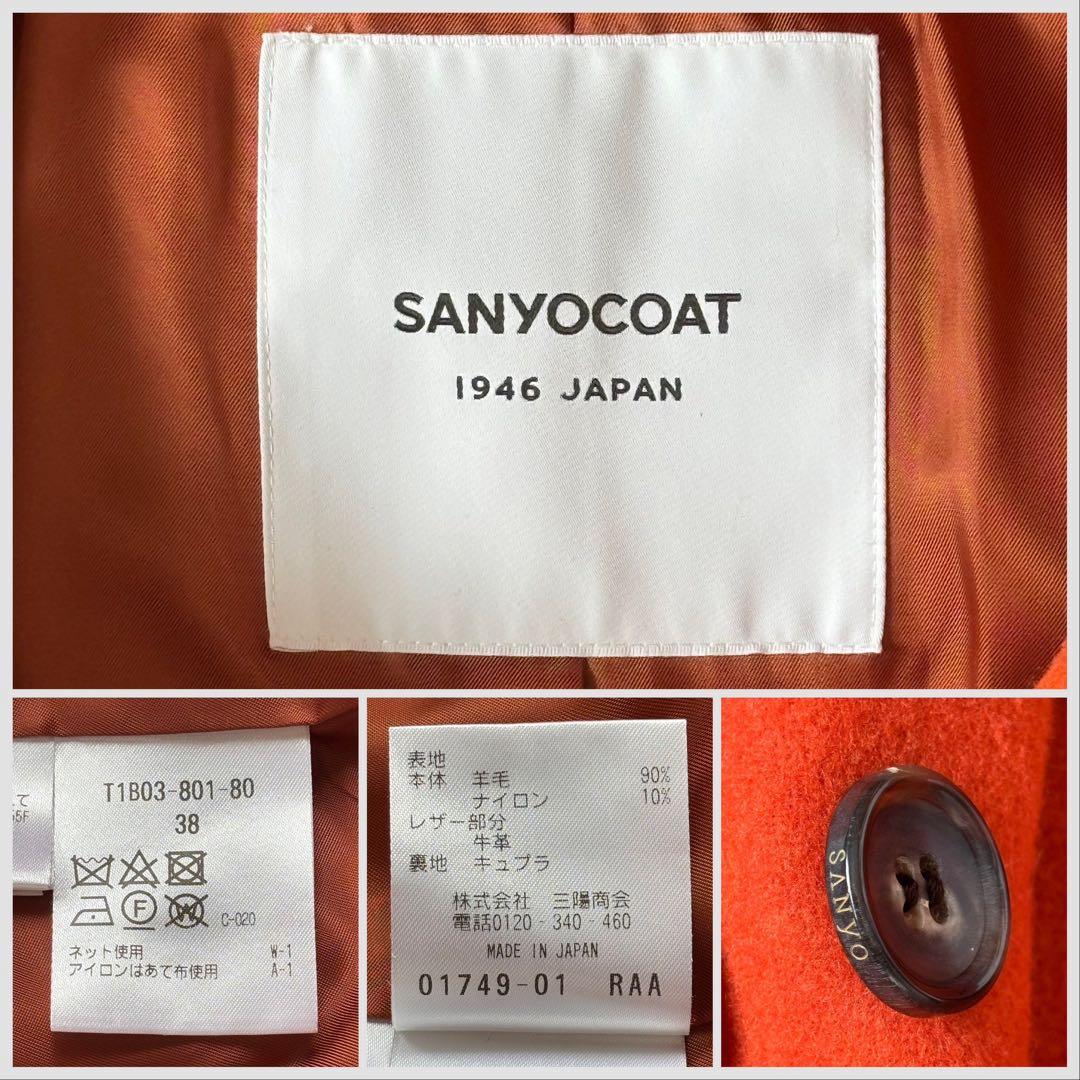 SANYOCOAT
1946 JAPAN
T1B03-801-80
38
F
W
C-020
ネット使用 W-1
アイロンはあて布使用 A-1
表地
本体 羊毛 90%
ナイロン 10%
レザー部分
牛革
裏地 キュプラ
株式会社 三陽商会
電話0120-340-460
MADE IN JAPAN
01749-01 RAA
SANYO